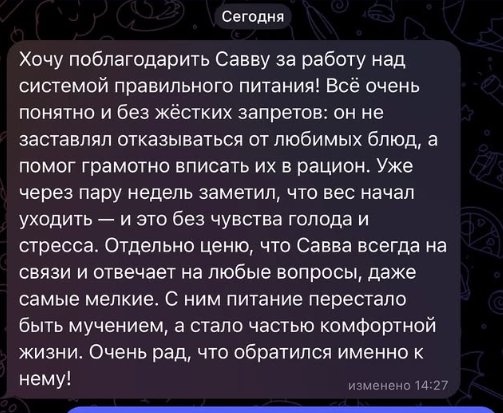 Сегодня
Хочу поблагодарить Савву за работу над
системой правильного питания! Всё очень
понятно и без жёстких запретов: он не
заставлял отказываться от любимых блюд, а
помог грамотно вписать их в рацион. Уже
через пару недель заметил, что вес начал
уходить — и это без чувства голода и
стресса. Отдельно ценю, что Савва всегда на
связи и отвечает на любые вопросы, даже
самые мелкие. С ним питание перестало
быть мучением, а стало частью комфортной
жизни. Очень рад, что обратился именно к
нему!
изменено 14:27